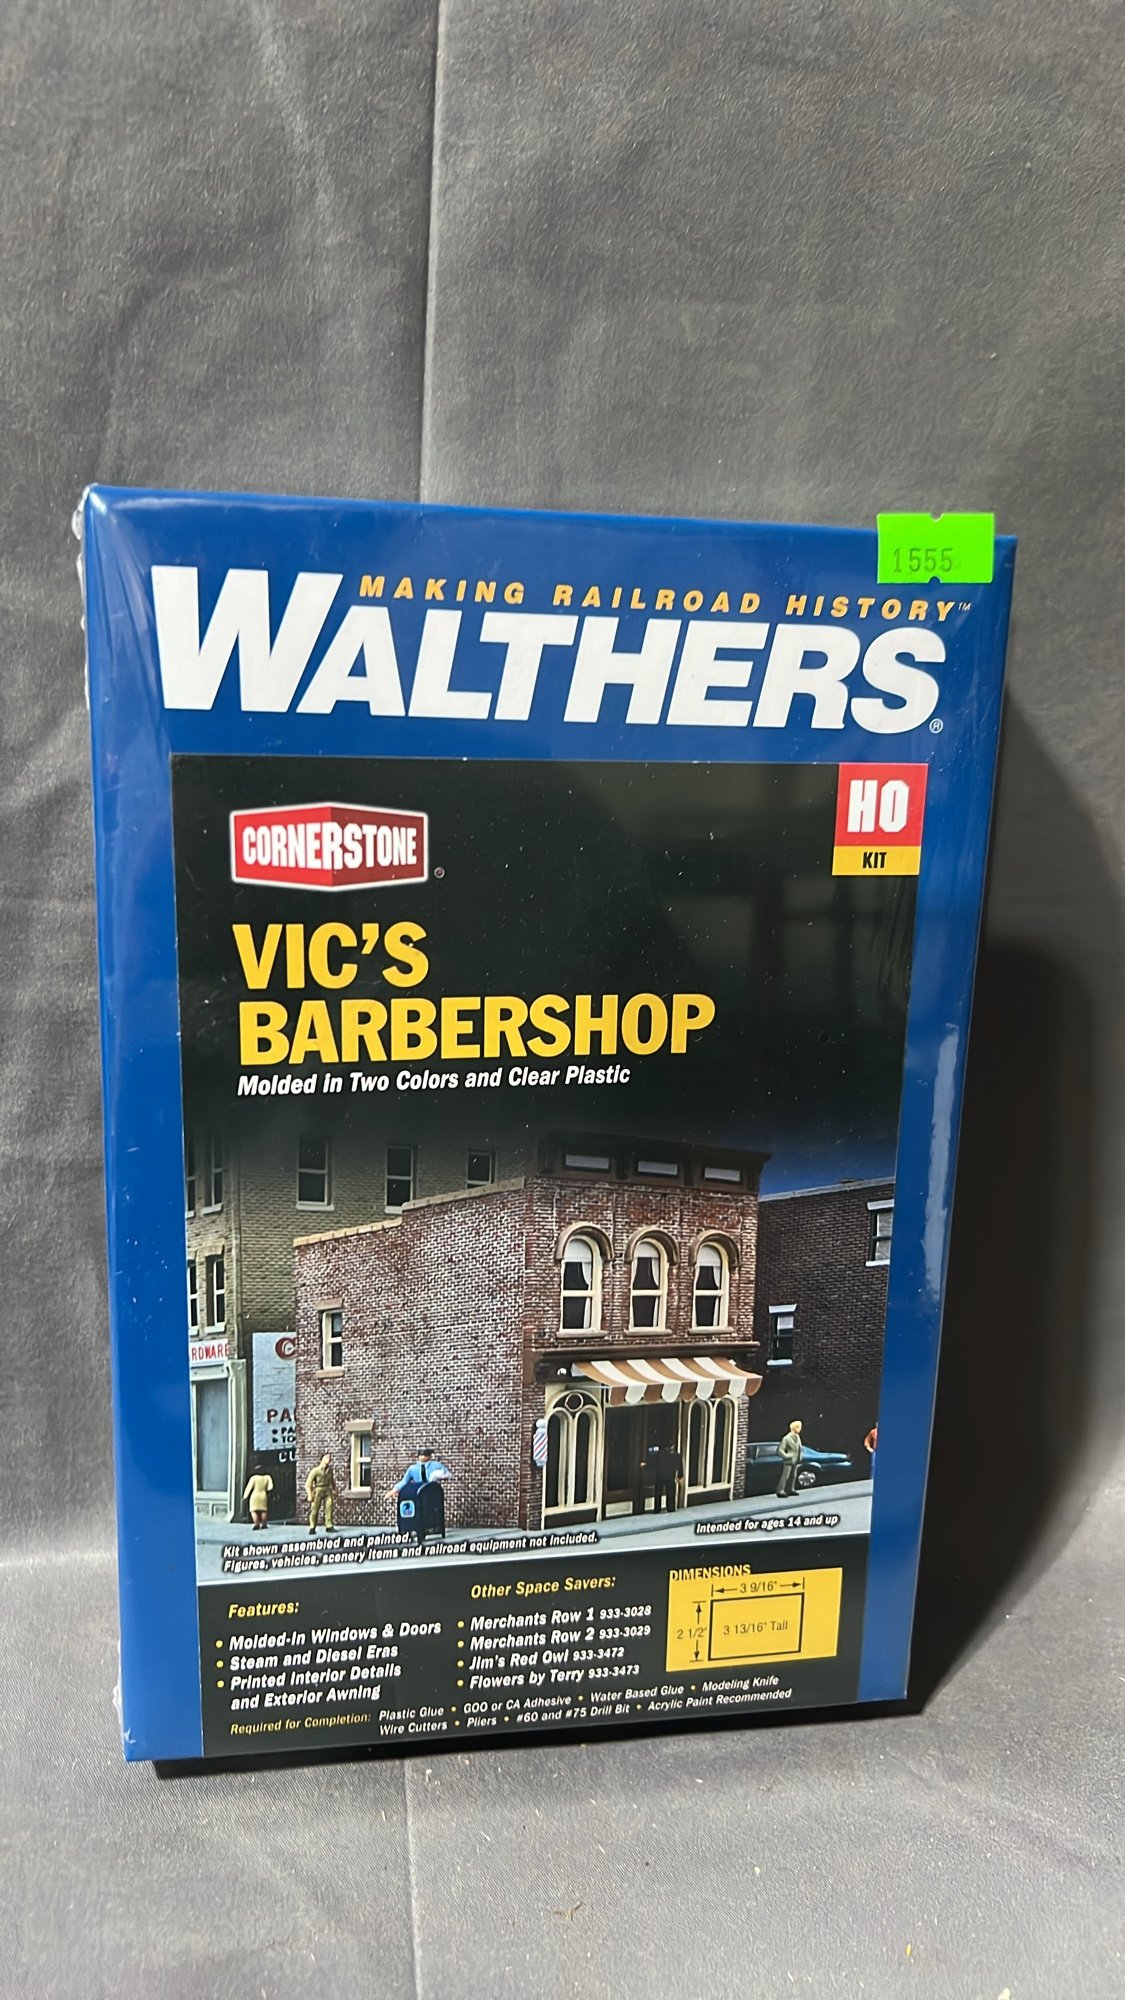 1555
MAKING RAILROAD HISTORY™
WALTHERS®
HO
KIT
CORNERSTONE
VIC'S
BARBERSHOP
Molded in Two Colors and Clear Plastic
RDWARE
C
PA
Kit shown assembled and painted.
Figures, vehicles, scenery items and railroad equipment not included.
Intended for ages 14 and up
Features:
• Molded-In Windows & Doors
• Steam and Diesel Eras
• Printed Interior Details
and Exterior Awning
Other Space Savers:
• Merchants Row 1 933-3028
• Merchants Row 2 933-3029
• Jim's Red Owl 933-3472
• Flowers by Terry 933-3473
DIMENSIONS
3 9/16"
2 1/2"
3 13/16" Tall
Required for Completion: Plastic Glue • GOO or CA Adhesive • Water Based Glue • Modeling Knife
Wire Cutters • Pliers • #60 and #75 Drill Bit • Acrylic Paint Recommended